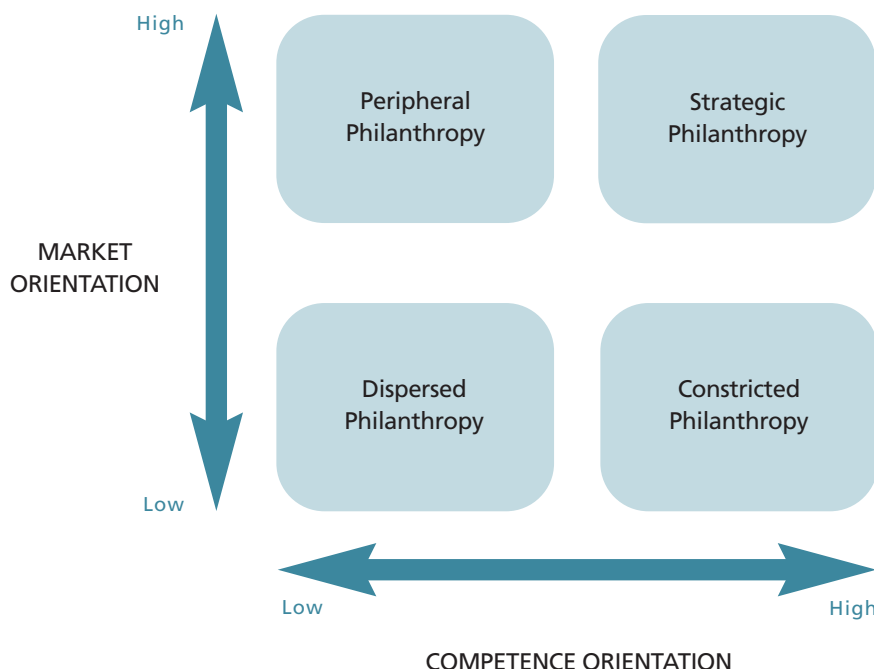 High
Peripheral
Philanthropy
Strategic
Philanthropy
MARKET
ORIENTATION
Dispersed
Philanthropy
Constricted
Philanthropy
Low
Low
High
COMPETENCE ORIENTATION